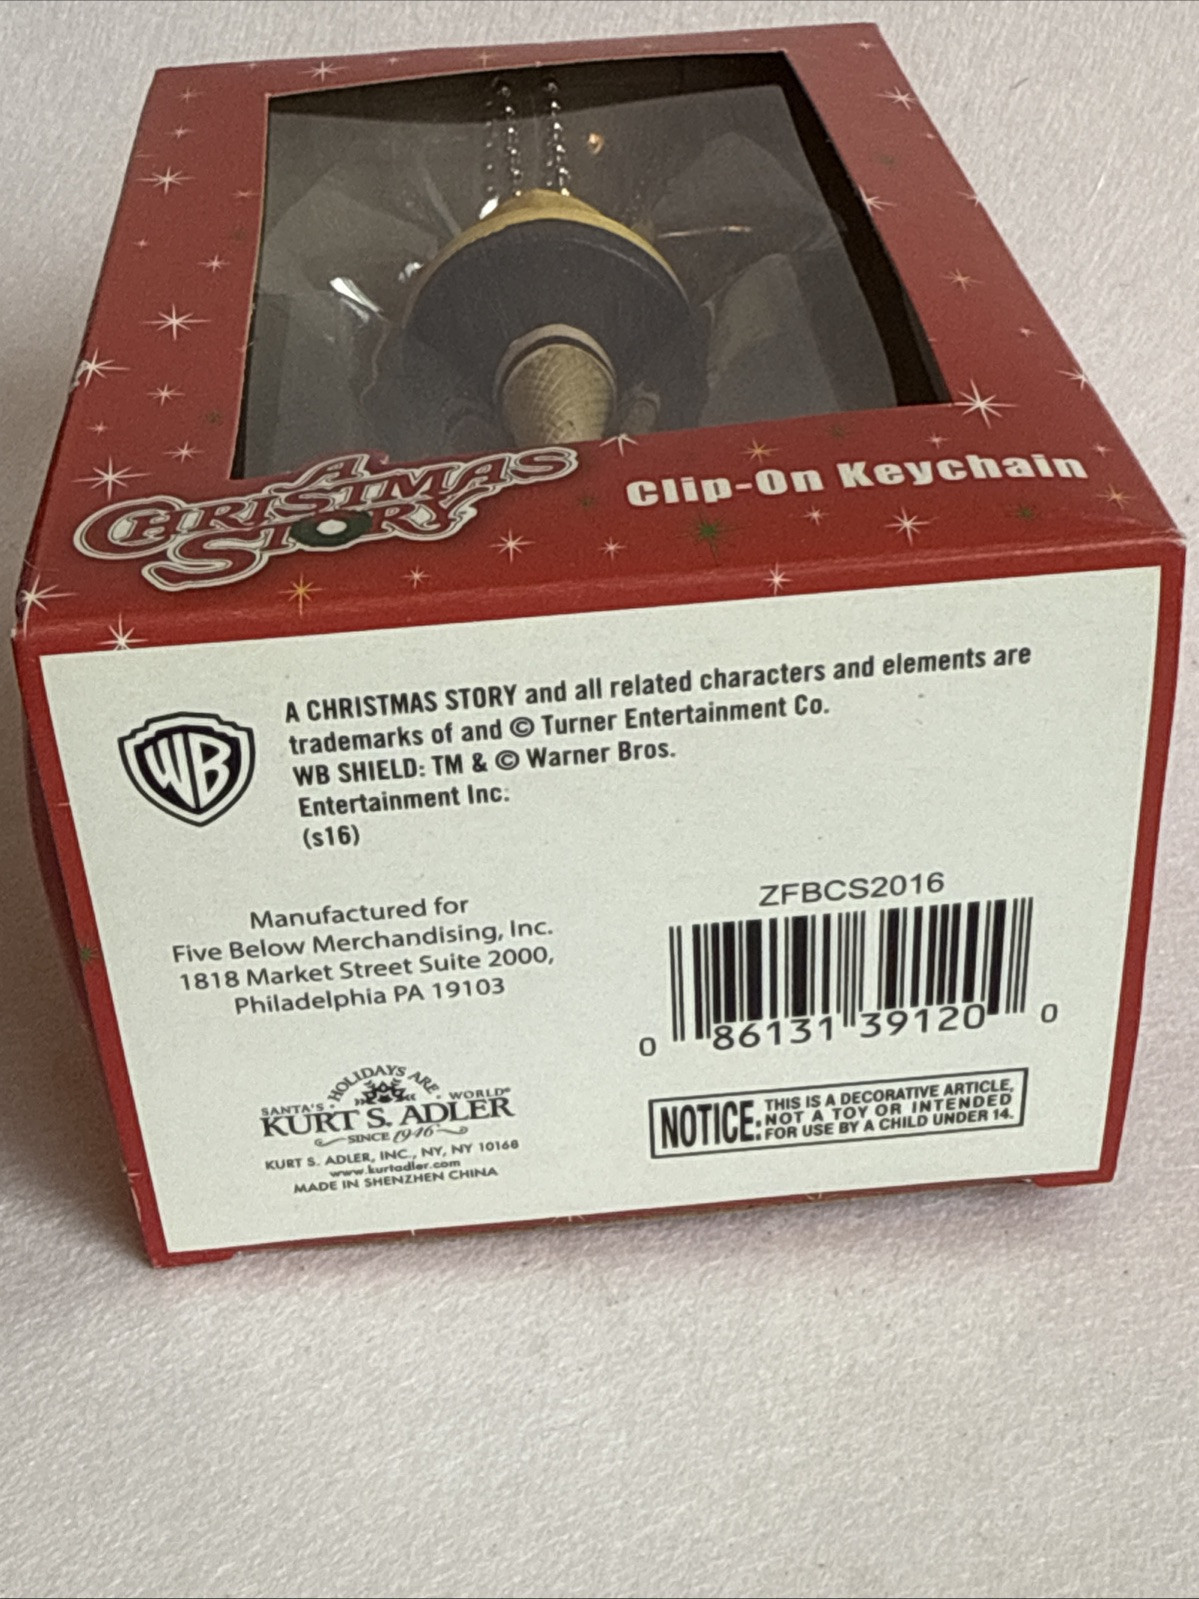 A
CHRISTMAS
STORY
Clip-On Keychain
WB
A CHRISTMAS STORY and all related characters and elements are
trademarks of and © Turner Entertainment Co.
WB SHIELD: TM & © Warner Bros.
Entertainment Inc.
(s16)
Manufactured for
Five Below Merchandising, Inc.
1818 Market Street Suite 2000,
Philadelphia PA 19103
ZFBCS2016
0 86131 39120 0
HOLIDAYS ARE
SANTA'S WORLD®
KURT S. ADLER
SINCE 1946
KURT S. ADLER, INC., NY, NY 10168
www.kurtadler.com
MADE IN SHENZHEN CHINA
NOTICE: THIS IS A DECORATIVE ARTICLE,
NOT A TOY OR INTENDED
FOR USE BY A CHILD UNDER 14.